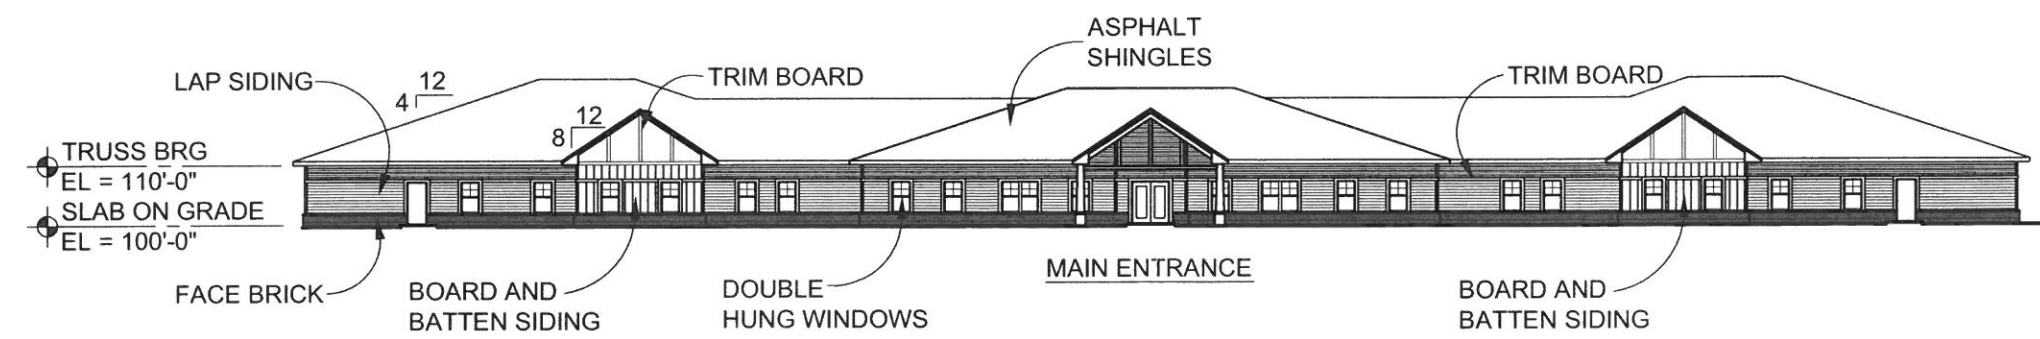 ASPHALT
SHINGLES
LAP SIDING
12
4
TRIM BOARD
TRIM BOARD
12
8
TRUSS BRG
EL = 110'-0"
SLAB ON GRADE
EL = 100'-0"
FACE BRICK
BOARD AND
BATTEN SIDING
DOUBLE
HUNG WINDOWS
MAIN ENTRANCE
BOARD AND
BATTEN SIDING